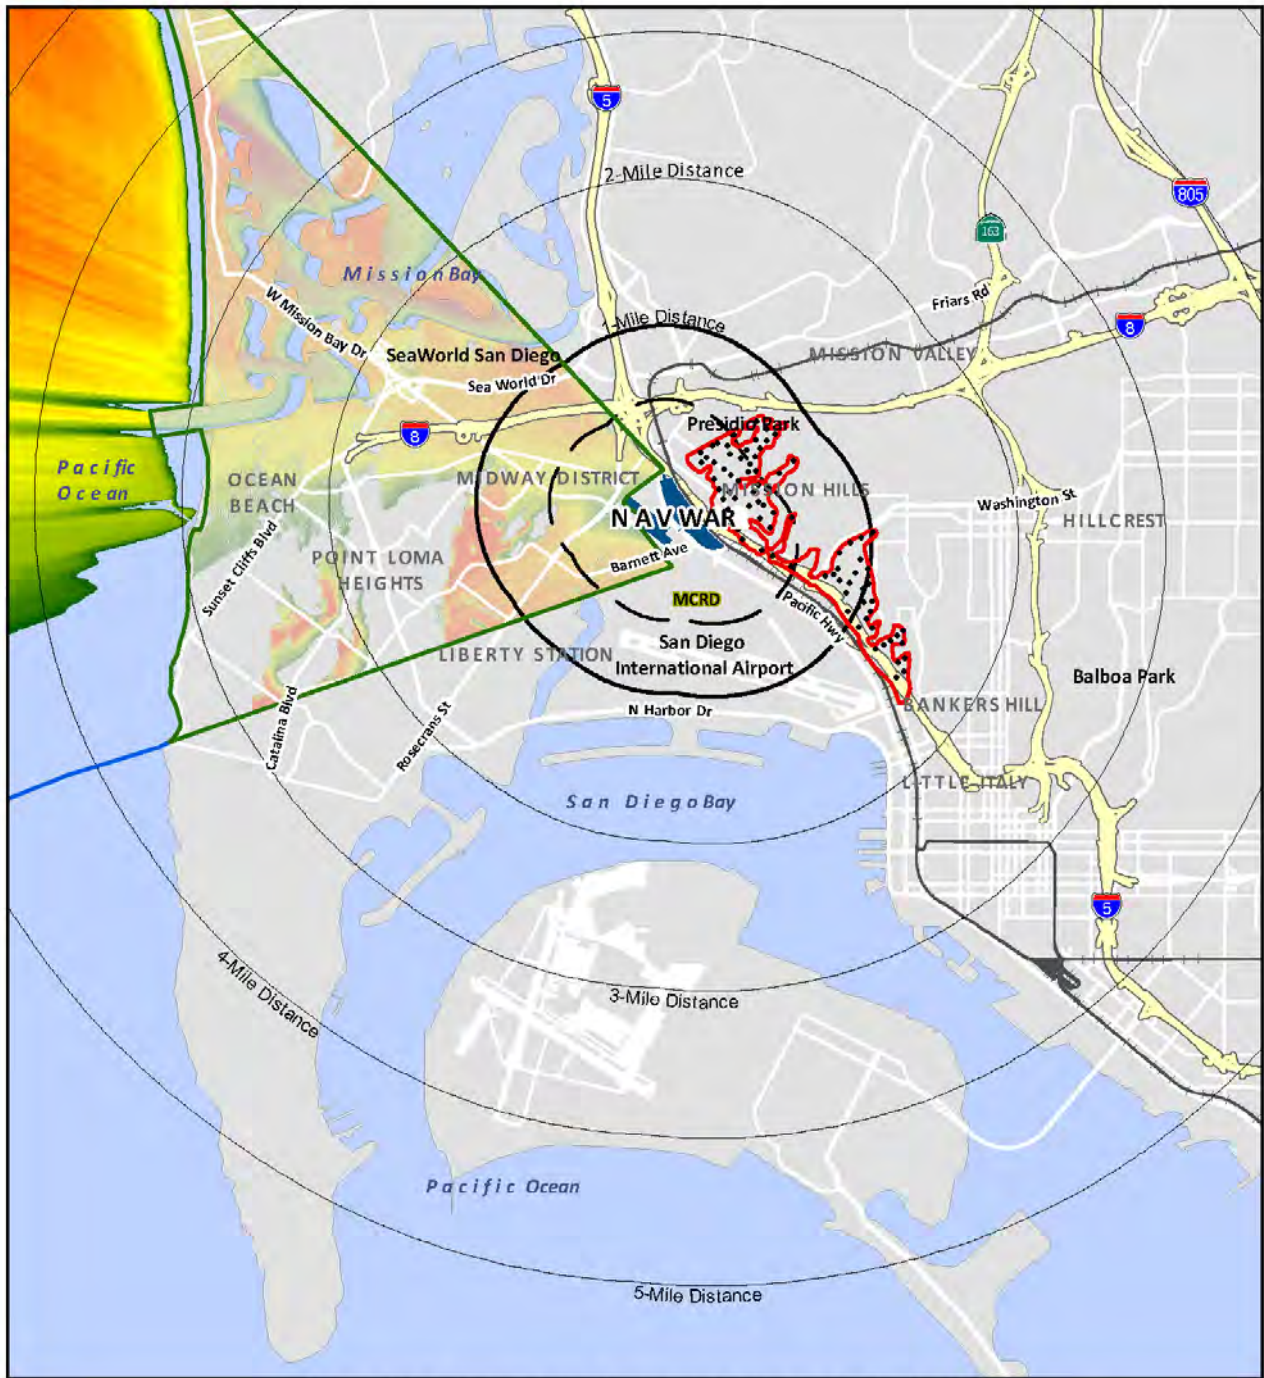 5
2-Mile Distance
805
163
Mission Bay
Friars Rd
W Mission Bay Dr
1-Mile Distance
8
MISSION VALLEY
SeaWorld San Diego
Sea World Dr
Presidio Park
8
Pacific
Ocean
OCEAN
BEACH
MIDWAY DISTRICT
MISSION HILLS
Washington St
HILLCREST
NAVWAR
Sunset Cliffs Blvd
POINT LOMA
HEIGHTS
Barnett Ave
MCRD
Pacific Hwy
San Diego
International Airport
LIBERTY STATION
Balboa Park
Catalina Blvd
Rosecrans St
N Harbor Dr
BANKERS HILL
LITTLE ITALY
San Diego Bay
5
4-Mile Distance
3-Mile Distance
Pacific Ocean
5-Mile Distance